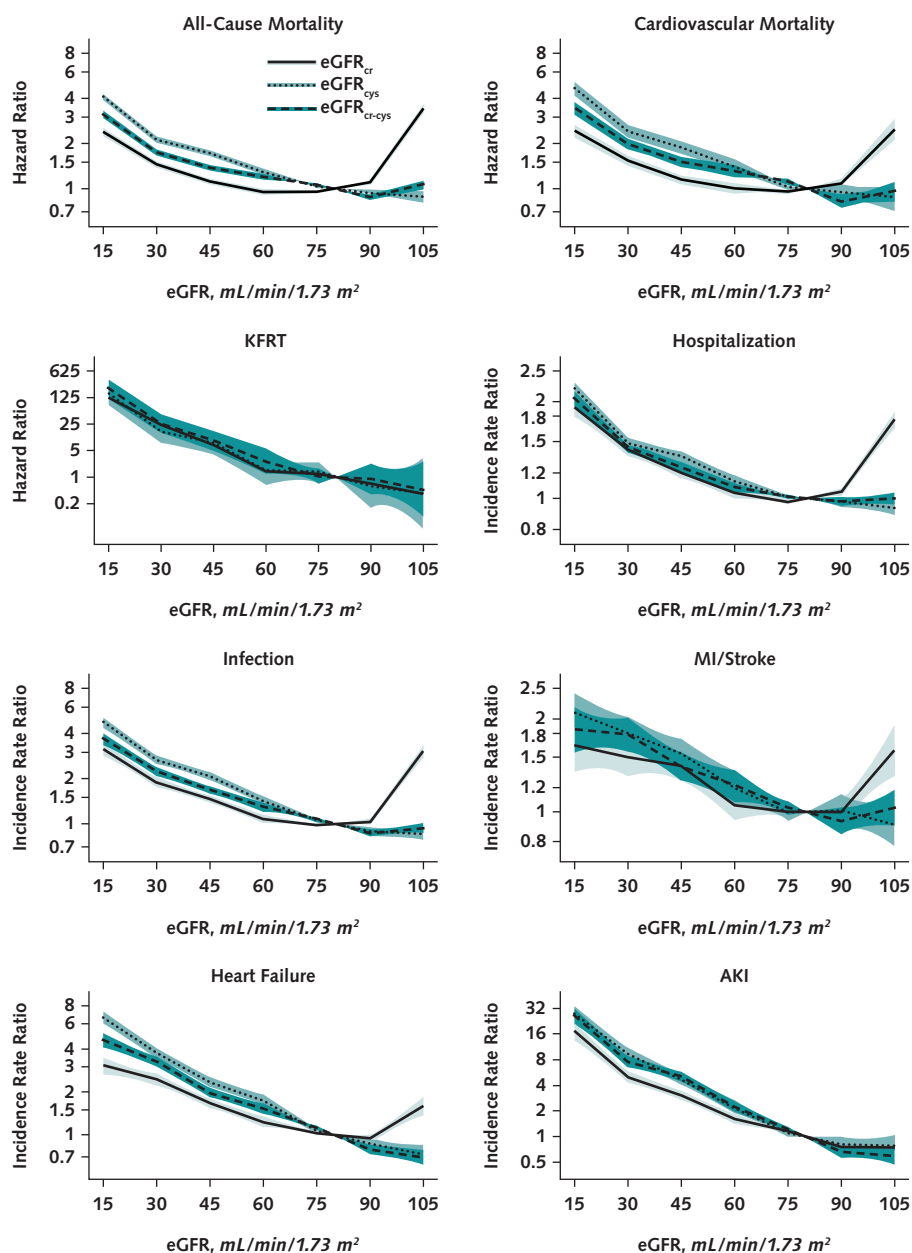 All-Cause Mortality
Hazard Ratio
8
6
4
3
2
1.5
1
0.7
eGFRcr
eGFRcys
eGFRcr-cys
15 30 45 60 75 90 105
eGFR, mL/min/1.73 m²
Cardiovascular Mortality
Hazard Ratio
8
6
4
3
2
1.5
1
0.7
15 30 45 60 75 90 105
eGFR, mL/min/1.73 m²
KFRT
Hazard Ratio
625
125
25
5
1
0.2
15 30 45 60 75 90 105
eGFR, mL/min/1.73 m²
Hospitalization
Incidence Rate Ratio
2.5
2
1.8
1.5
1.2
1
0.8
15 30 45 60 75 90 105
eGFR, mL/min/1.73 m²
Infection
Incidence Rate Ratio
8
6
4
3
2
1.5
1
0.7
15 30 45 60 75 90 105
eGFR, mL/min/1.73 m²
MI/Stroke
Incidence Rate Ratio
2.5
2
1.8
1.5
1.2
1
0.8
15 30 45 60 75 90 105
eGFR, mL/min/1.73 m²
Heart Failure
Incidence Rate Ratio
8
6
4
3
2
1.5
1
0.7
15 30 45 60 75 90 105
eGFR, mL/min/1.73 m²
AKI
Incidence Rate Ratio
32
16
8
4
2
1
0.5
15 30 45 60 75 90 105
eGFR, mL/min/1.73 m²